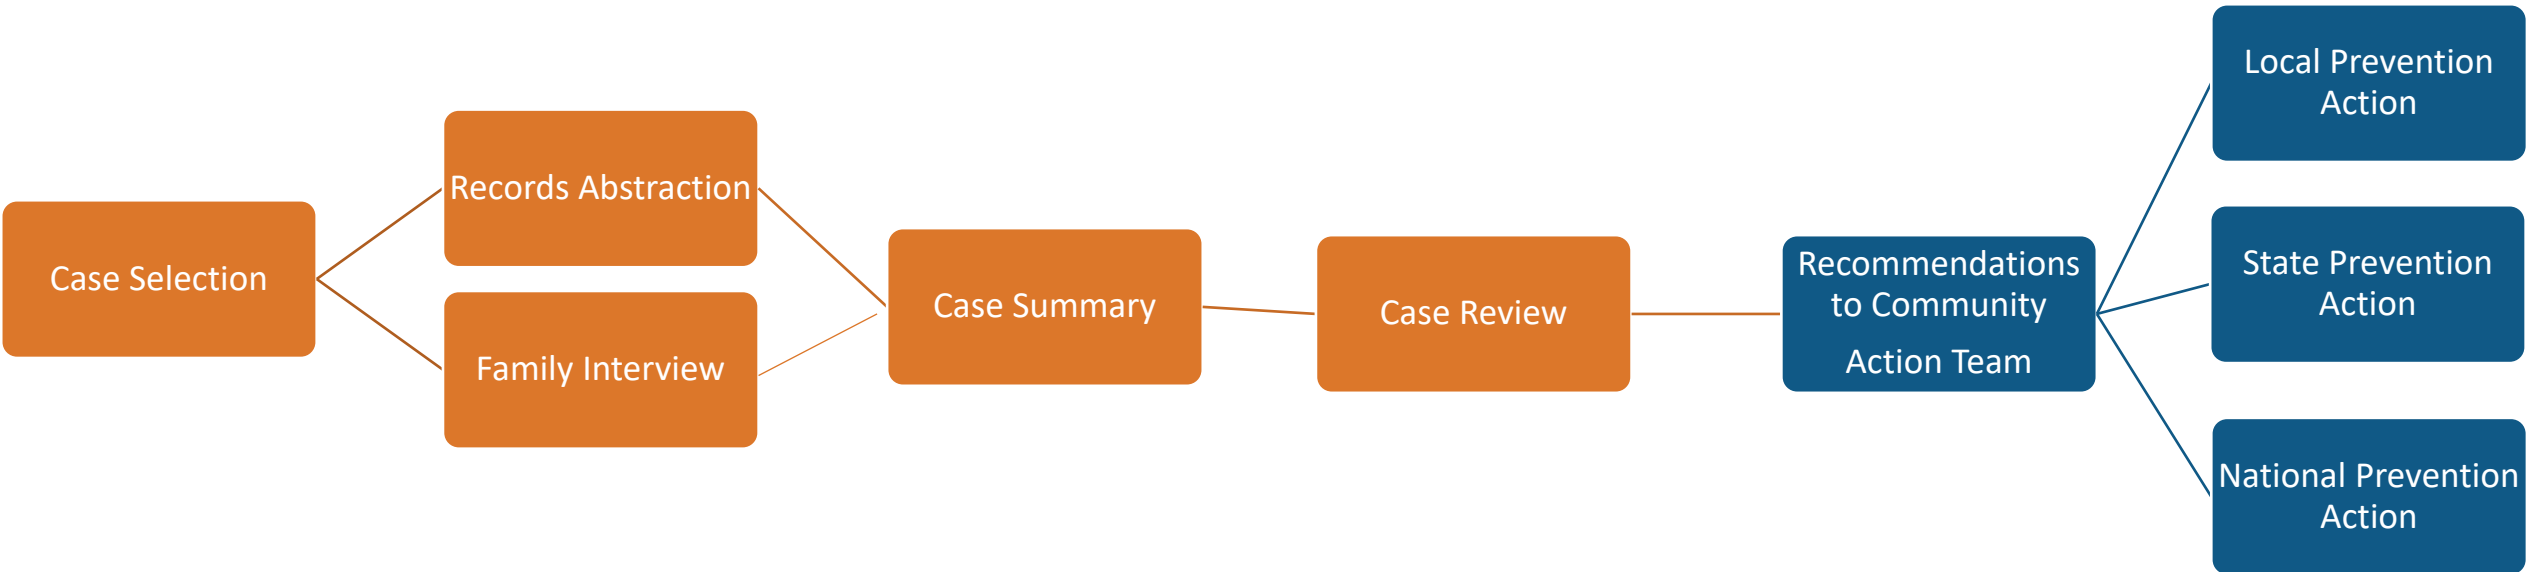 Case Selection
Records Abstraction
Family Interview
Case Summary
Case Review
Recommendations
to Community
Action Team
Local Prevention
Action
State Prevention
Action
National Prevention
Action